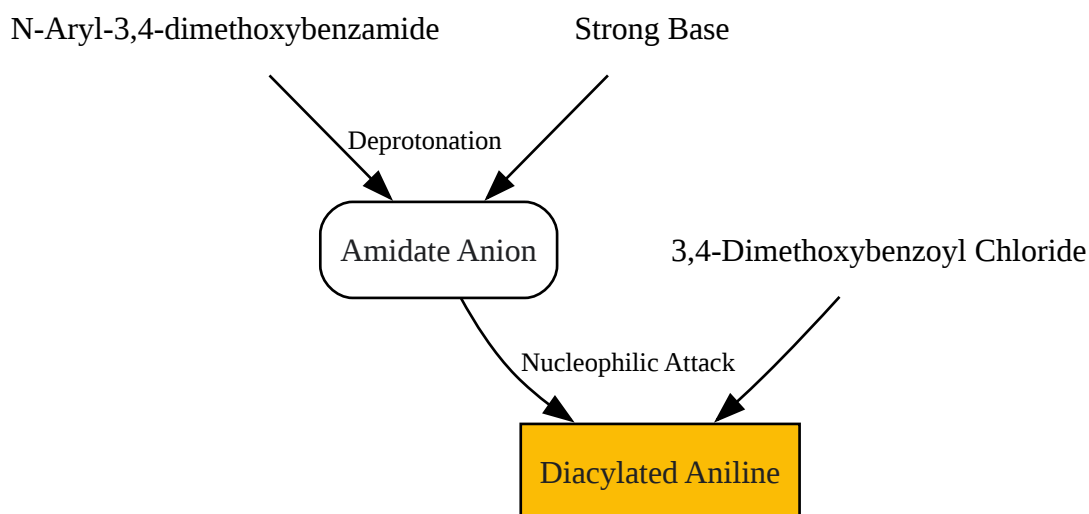 N-Aryl-3,4-dimethoxybenzamide
Strong Base
Deprotonation
Amidate Anion
3,4-Dimethoxybenzoyl Chloride
Nucleophilic Attack
Diacylated Aniline